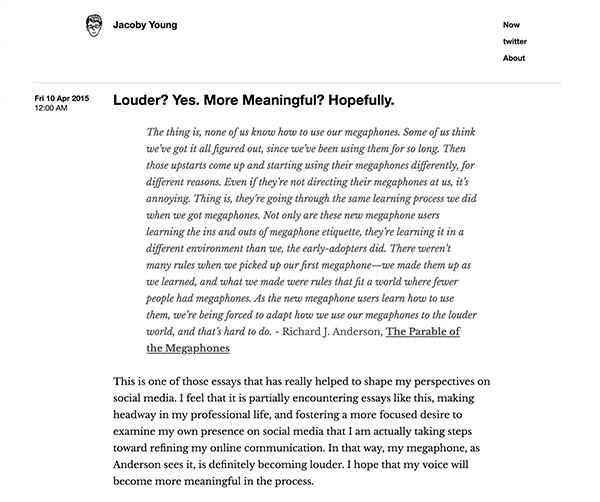 Jacoby Young
Now
twitter
About
Fri 10 Apr 2015
12:00 AM
Louder? Yes. More Meaningful? Hopefully.
The thing is, none of us know how to use our megaphones. Some of us think
we've got it all figured out, since we've been using them for so long. Then
those upstarts come up and starting using their megaphones differently, for
different reasons. Even if they're not directing their megaphones at us, it's
annoying. Thing is, they're going through the same learning process we did
when we got megaphones. Not only are these new megaphone users
learning the ins and outs of megaphone etiquette, they're learning it in a
different environment than we, the early-adopters did. There weren't
many rules when we picked up our first megaphone—we made them up as
we learned, and what we made were rules that fit a world where fewer
people had megaphones. As the new megaphone users learn how to use
them, we're being forced to adapt how we use our megaphones to the louder
world, and that's hard to do. - Richard J. Anderson, The Parable of
the Megaphones
This is one of those essays that has really helped to shape my perspectives on
social media. I feel that it is partially encountering essays like this, making
headway in my professional life, and fostering a more focused desire to
examine my own presence on social media that I am actually taking steps
toward refining my online communication. In that way, my megaphone, as
Anderson sees it, is definitely becoming louder. I hope that my voice will
become more meaningful in the process.